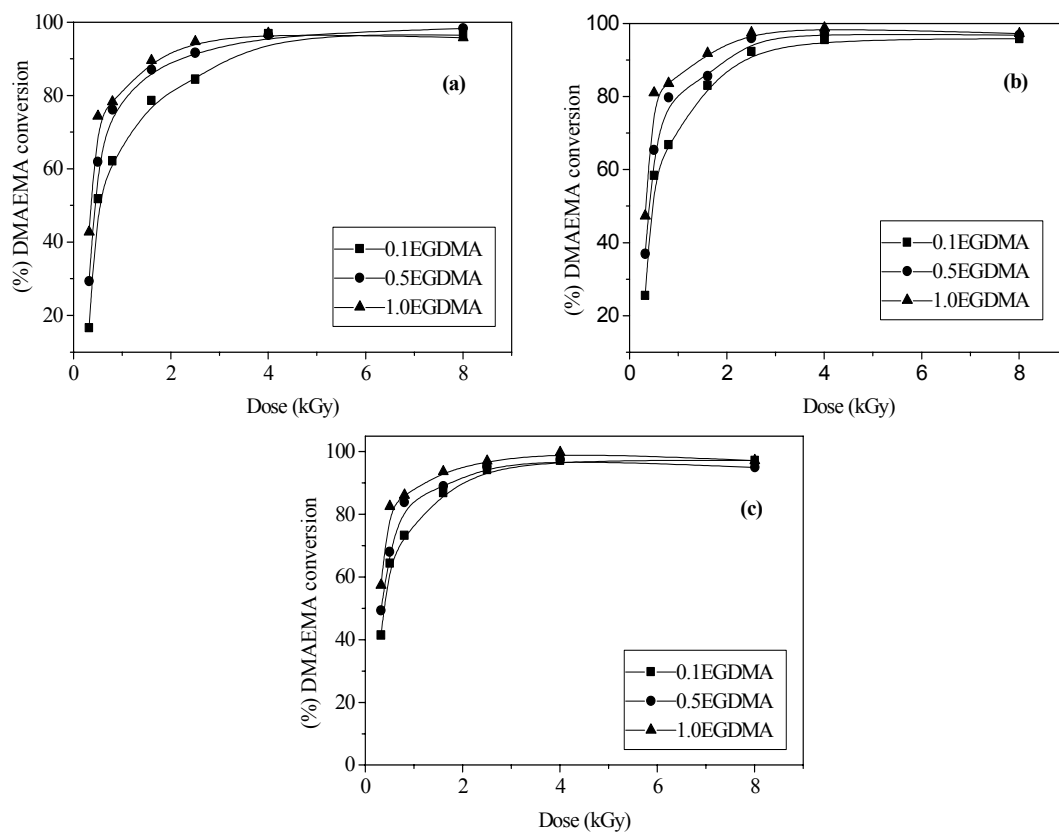 100
80
60
40
20
0
2
4
6
8
(%) DMAEMA conversion
Dose (kGy)
(a)
0.1EGDMA
0.5EGDMA
1.0EGDMA
100
80
60
40
20
0
2
4
6
8
(%) DMAEMA conversion
Dose (kGy)
(b)
0.1EGDMA
0.5EGDMA
1.0EGDMA
100
80
60
40
20
0
0
2
4
6
8
(%) DMAEMA conversion
Dose (kGy)
(c)
0.1EGDMA
0.5EGDMA
1.0EGDMA